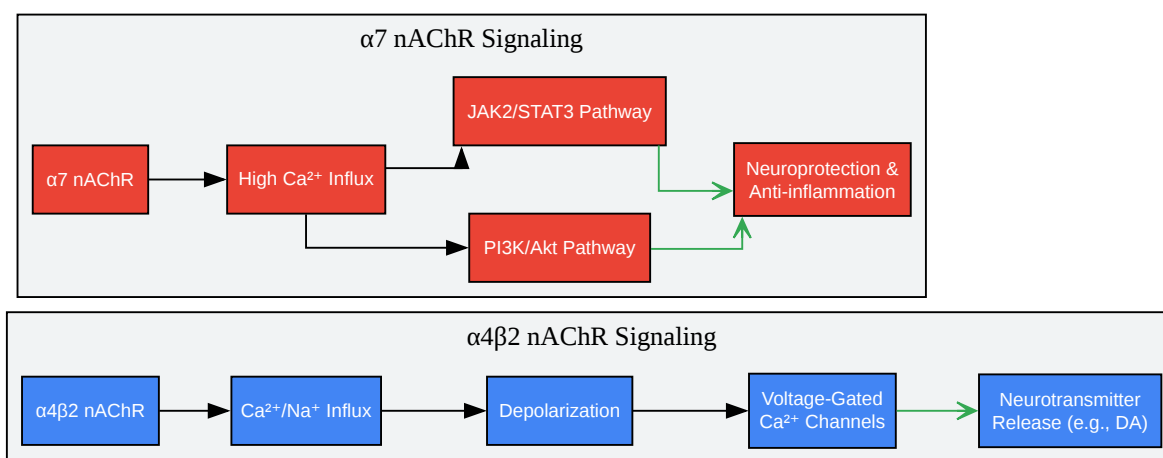 α7 nAChR Signaling
JAK2/STAT3 Pathway
α7 nAChR
High Ca²⁺ Influx
Neuroprotection &
Anti-inflammation
PI3K/Akt Pathway
α4β2 nAChR Signaling
α4β2 nAChR
Ca²⁺/Na⁺ Influx
Depolarization
Voltage-Gated
Ca²⁺ Channels
Neurotransmitter
Release (e.g., DA)